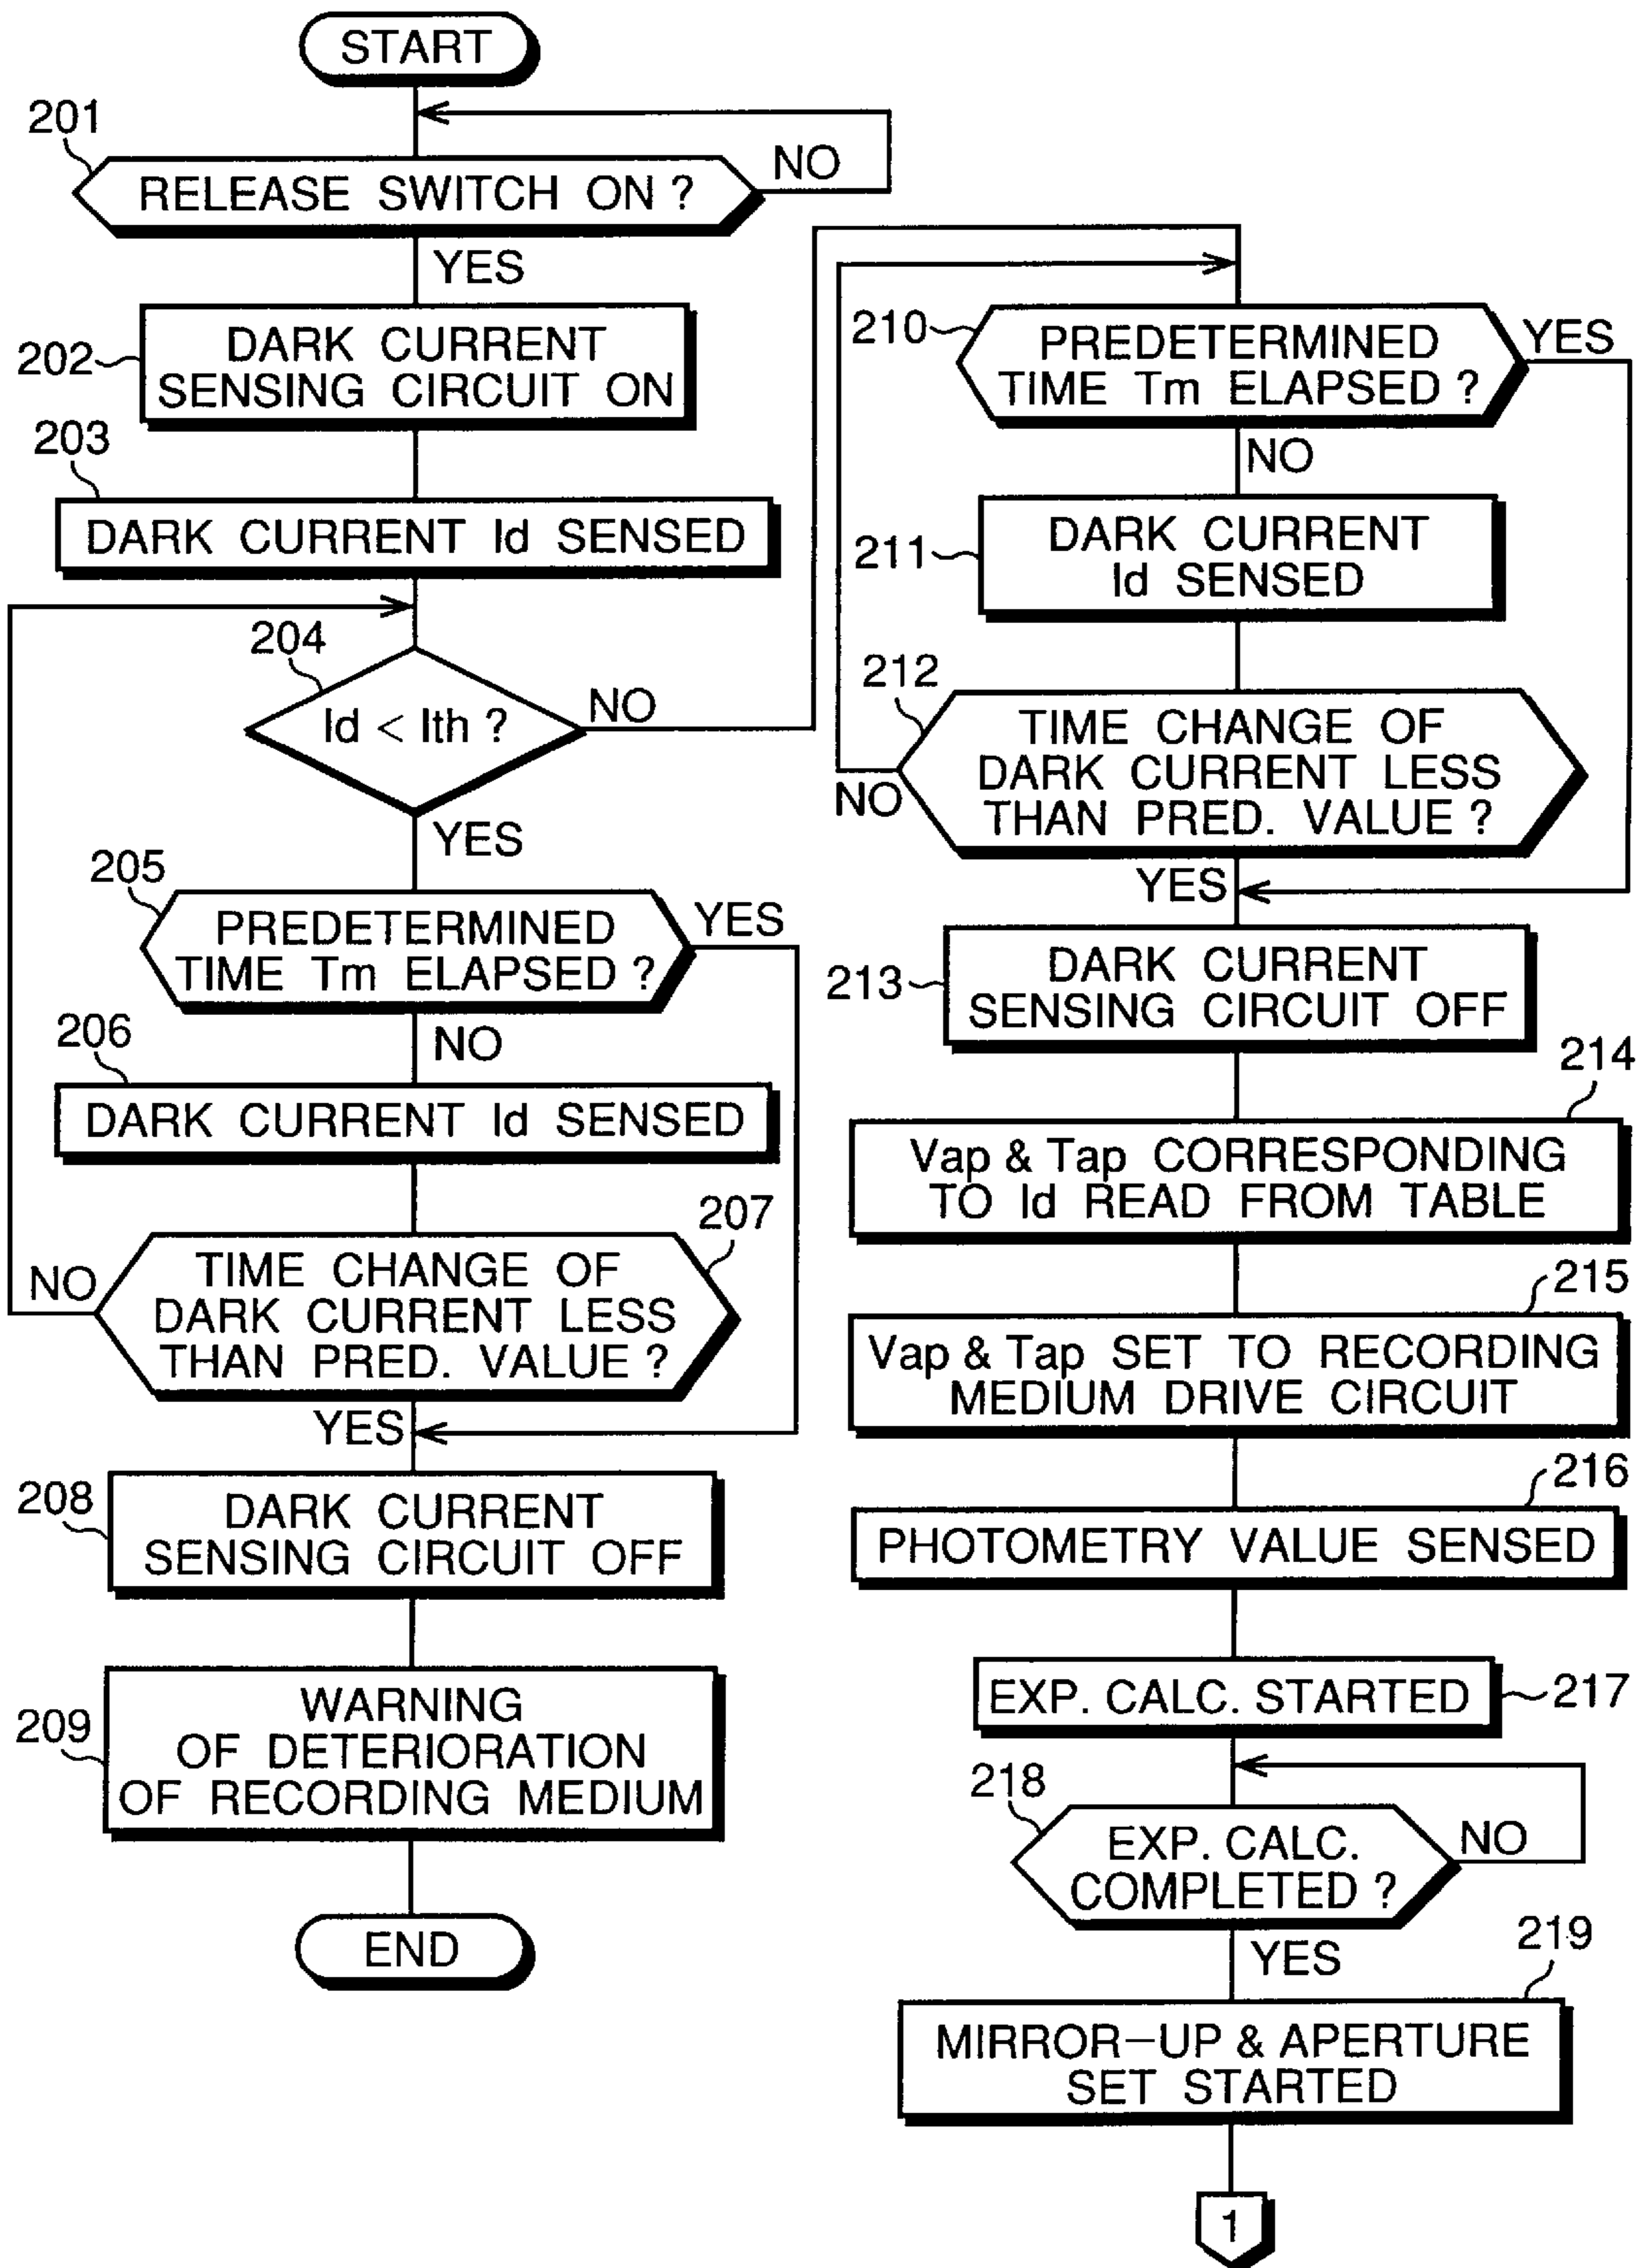 START
201
RELEASE SWITCH ON ?
NO
YES
202
DARK CURRENT
SENSING CIRCUIT ON
203
DARK CURRENT Id SENSED
204
Id < Ith ?
NO
YES
205
PREDETERMINED
TIME Tm ELAPSED ?
YES
NO
206
DARK CURRENT Id SENSED
207
TIME CHANGE OF
DARK CURRENT LESS
THAN PRED. VALUE ?
NO
YES
208
DARK CURRENT
SENSING CIRCUIT OFF
209
WARNING
OF DETERIORATION
OF RECORDING MEDIUM
END
210
PREDETERMINED
TIME Tm ELAPSED ?
YES
NO
211
DARK CURRENT
Id SENSED
212
TIME CHANGE OF
DARK CURRENT LESS
THAN PRED. VALUE ?
NO
YES
213
DARK CURRENT
SENSING CIRCUIT OFF
214
Vap & Tap CORRESPONDING
TO Id READ FROM TABLE
215
Vap & Tap SET TO RECORDING
MEDIUM DRIVE CIRCUIT
216
PHOTOMETRY VALUE SENSED
EXP. CALC. STARTED
217
218
EXP. CALC.
COMPLETED ?
NO
YES
219
MIRROR-UP & APERTURE
SET STARTED
1